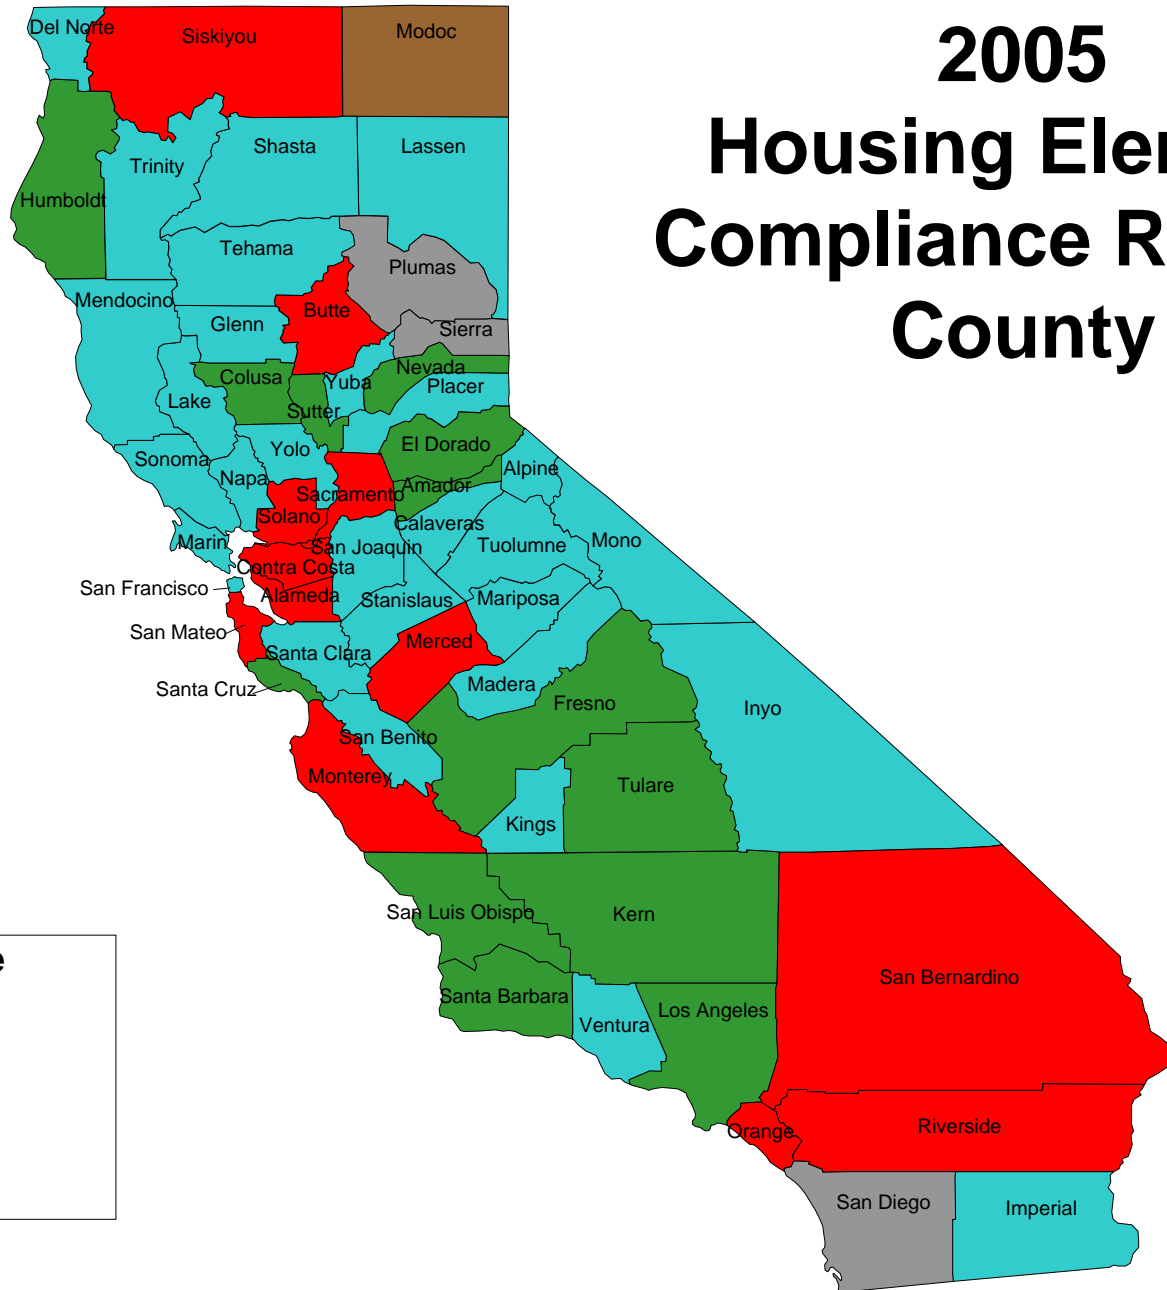 2005
Housing
Compliance
County
Del Norte
Siskiyou
Modoc
Humboldt
Trinity
Shasta
Lassen
Tehama
Plumas
Mendocino
Glenn
Butte
Sierra
Colusa
Nevada
Yuba
Placer
Lake
Sutter
El Dorado
Sonoma
Yolo
Alpine
Napa
Sacramento
Amador
Solano
Calaveras
Marin
San Joaquin
Tuolumne
Mono
Contra Costa
San Francisco
Alameda
Stanislaus
Mariposa
San Mateo
Santa Clara
Merced
Santa Cruz
Madera
Fresno
Inyo
San Benito
Monterey
Tulare
Kings
San Luis Obispo
Kern
San Bernardino
Santa Barbara
Ventura
Los Angeles
Orange
Riverside
San Diego
Imperial